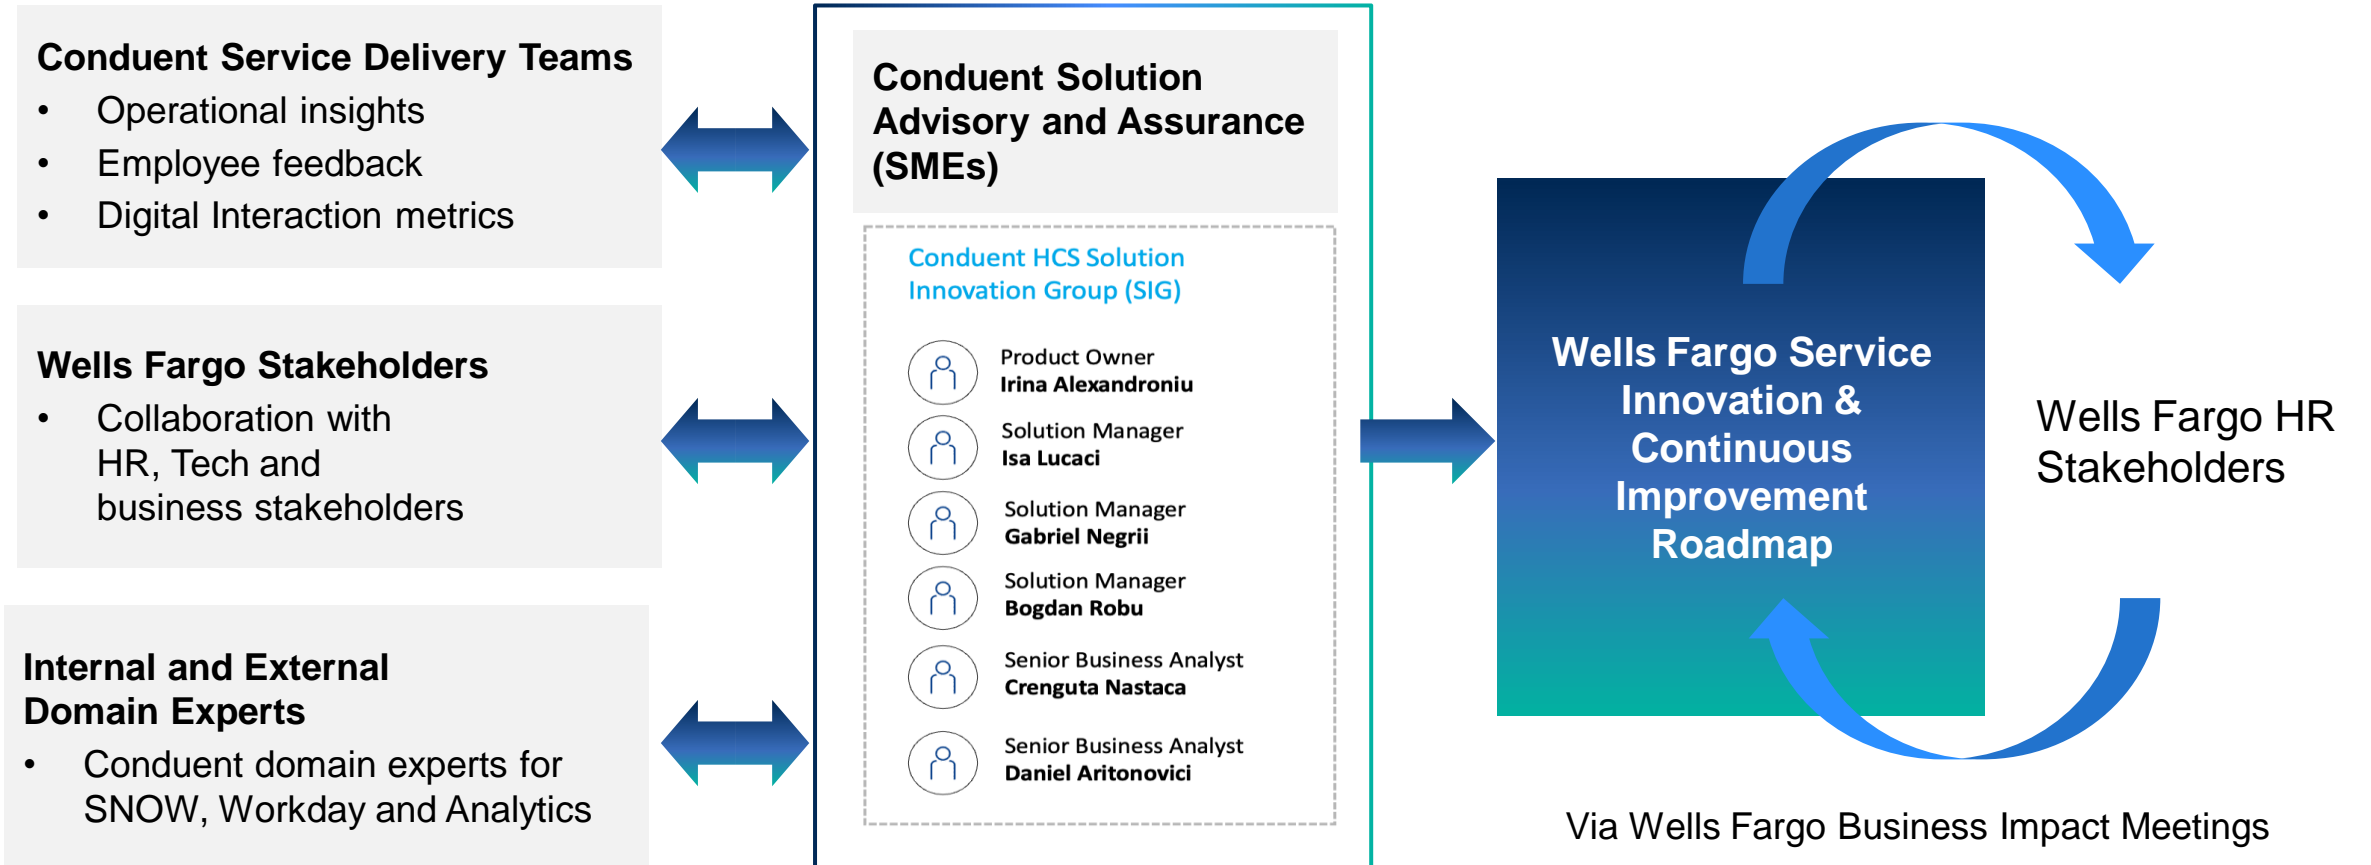 Conduent Service Delivery Teams
• Operational insights
• Employee feedback
• Digital Interaction metrics
Wells Fargo Stakeholders
• Collaboration with
HR, Tech and
business stakeholders
Internal and External
Domain Experts
• Conduent domain experts for
SNOW, Workday and Analytics
Conduent Solution
Advisory and Assurance
(SMEs)
Conduent HCS Solution
Innovation Group (SIG)
Product Owner
Irina Alexandroniu
Solution Manager
Isa Lucaci
Solution Manager
Gabriel Negrii
Solution Manager
Bogdan Robu
Senior Business Analyst
Crenguta Nastaca
Senior Business Analyst
Daniel Aritonovici
Wells Fargo Service
Innovation &
Continuous
Improvement
Roadmap
Wells Fargo HR
Stakeholders
Via Wells Fargo Business Impact Meetings